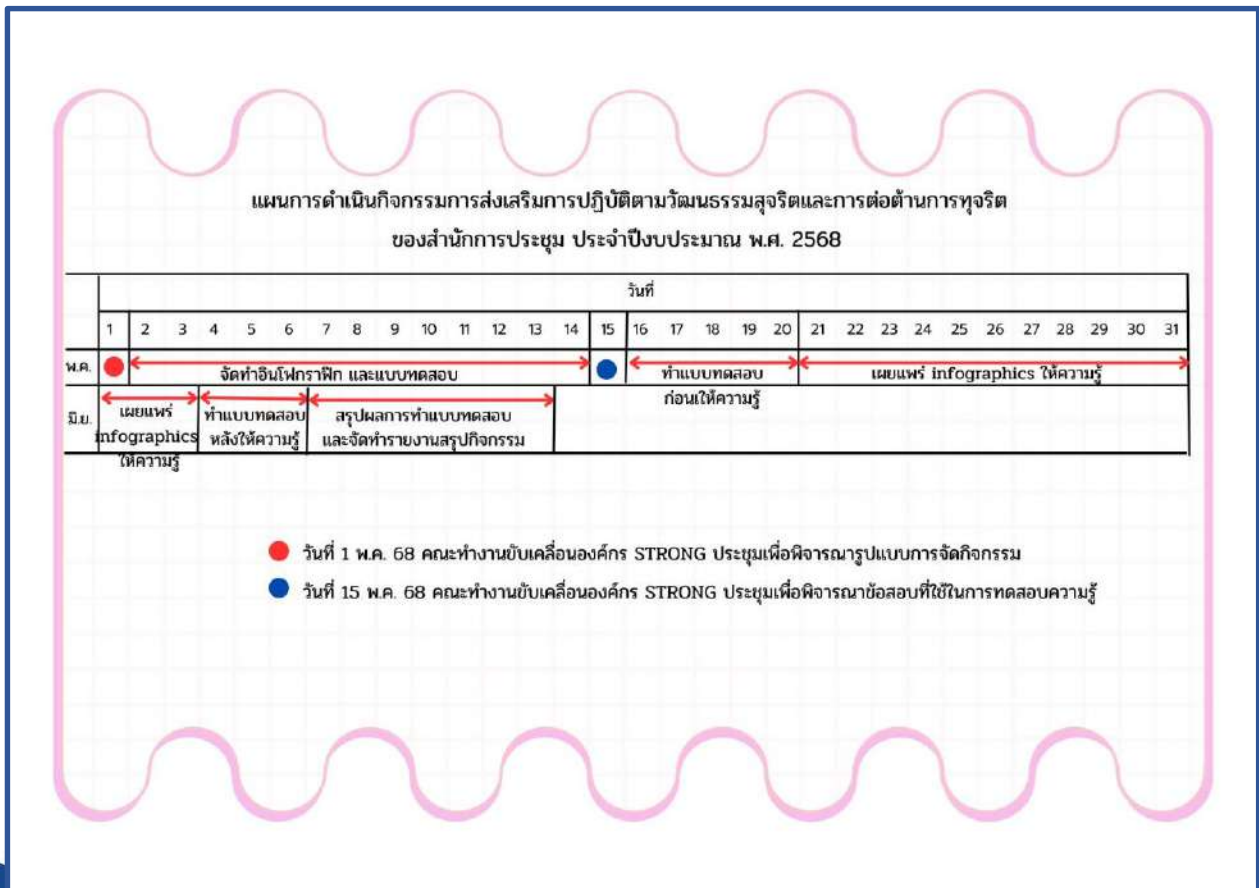 แผนการดำเนินกิจกรรมการส่งเสริมการปฏิบัติตามวัฒนธรรมสุจริตและการต่อต้านการทุจริต
ของสำนักการประชุม ประจำปีงบประมาณ พ.ศ. 2568
วันที่
1 2 3 4 5 6 7 8 9 10 11 12 13 14 15 16 17 18 19 20 21 22 23 24 25 26 27 28 29 30 31
พ.ค.
จัดทำอินโฟกราฟิก และแบบทดสอบ
ทำแบบทดสอบ
ก่อนให้ความรู้
เผยแพร่ infographics ให้ความรู้
มิ.ย.
เผยแพร่
infographics
ให้ความรู้
ทำแบบทดสอบ
หลังให้ความรู้
สรุปผลการทำแบบทดสอบ
และจัดทำรายงานสรุปกิจกรรม
วันที่ 1 พ.ค. 68 คณะทำงานขับเคลื่อนองค์กร STRONG ประชุมเพื่อพิจารณารูปแบบการจัดกิจกรรม
วันที่ 15 พ.ค. 68 คณะทำงานขับเคลื่อนองค์กร STRONG ประชุมเพื่อพิจารณาข้อสอบที่ใช้ในการทดสอบความรู้